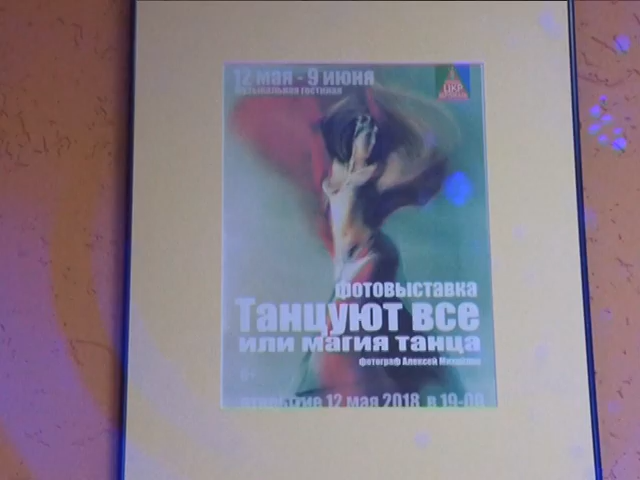 12 мая - 9 июня
Музыкальная гостиная
ЦКР
фотовыставка
Танцуют все
или магия танца
фотограф Алексей
6+
открытие 12 мая 2018 в 19-00